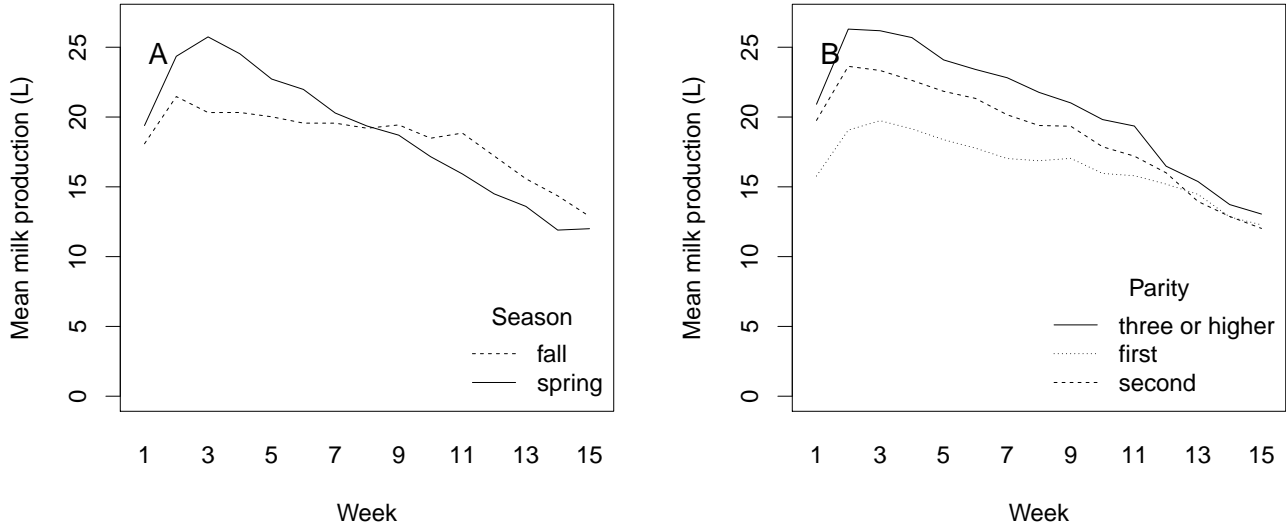 A
Mean milk production (L)
25
20
15
10
5
0
Season
fall
spring
1 3 5 7 9 11 13 15
Week
B
Mean milk production (L)
25
20
15
10
5
0
Parity
three or higher
first
second
1 3 5 7 9 11 13 15
Week